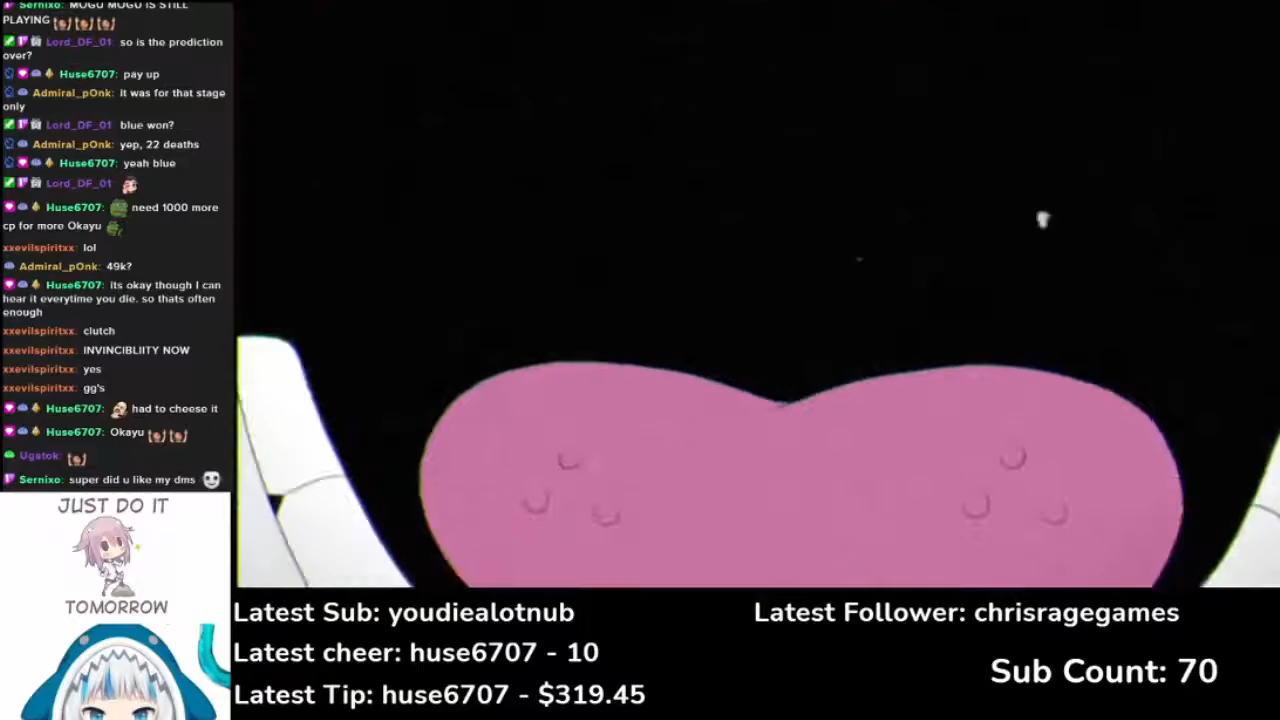 Sernixo: MOGU MOGU IS STILL
PLAYING
Lord_DF_01 so is the prediction
over?
Huse6707: pay up
Admiral_pOnk: it was for that stage
only
Lord_DF_01 blue won?
Admiral_pOnk: yep, 22 deaths
Huse6707: yeah blue
Lord_DF_01
Huse6707: need 1000 more
cp for more Okayu
xxevilspiritxx: lol
Admiral_pOnk: 49k?
Huse6707: its okay though I can
hear it everytime you die. so thats often
enough
xxevilspiritxx: clutch
xxevilspiritxx: INVINCIBLIITY NOW
xxevilspiritxx: yes
xxevilspiritxx: gg's
Huse6707: had to cheese it
Huse6707: Okayu
Ugatok:
Sernixo: super did u like my dms
JUST DO IT
TOMORROW
Latest Sub: youdiealotnub
Latest Follower: chrisragegames
Latest cheer: huse6707 - 10
Sub Count: 70
Latest Tip: huse6707 - $319.45